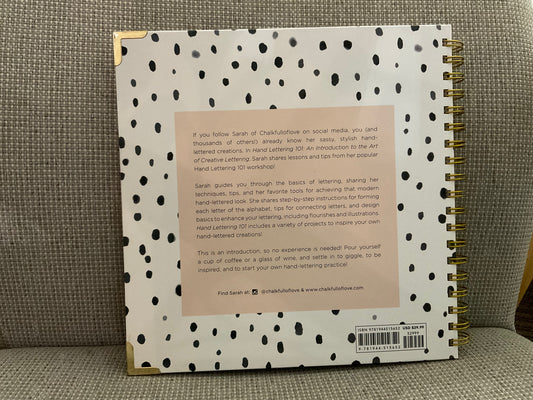 If you follow Sarah of Chalkfulloflove on social media, you (and
thousands of others!) already know her sassy, stylish hand-
lettered creations. In Hand Lettering 101: An Introduction to the Art
of Creative Lettering, Sarah shares lessons and tips from her popular
Hand Lettering 101 workshop!
Sarah guides you through the basics of lettering, sharing her
techniques, tips, and her favorite tools for achieving that modern
hand-lettered look. She shares step-by-step instructions for forming
each letter of the alphabet, tips for connecting letters, and design
basics to enhance your lettering, including flourishes and illustrations.
Hand Lettering 101 includes a variety of projects to inspire your own
hand-lettered creations!
This is an introduction, so no experience is needed! Pour yourself
a cup of coffee or a glass of wine, and settle in to giggle, to be
inspired, and to start your own hand-lettering practice!
Find Sarah at: @chalkfulloflove & www.chalkfulloflove.com
ISBN 9781944515652 USD $29.99
52999
9 781944 515652